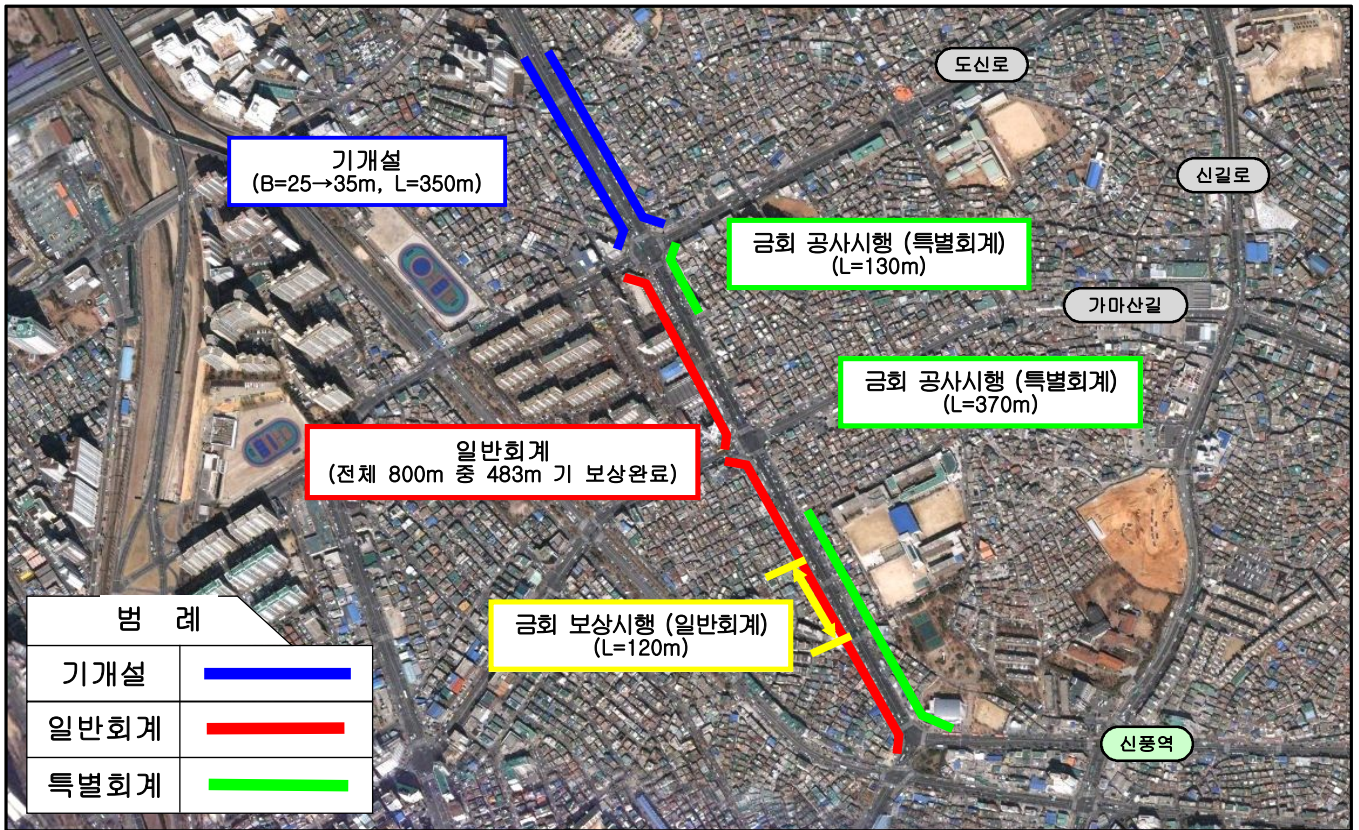 도신로
기개설
(B=25→35m, L=350m)
신길로
금회 공사시행 (특별회계)
(L=130m)
가마산길
금회 공사시행 (특별회계)
(L=370m)
일반회계
(전체 800m 중 483m 기 보상완료)
금회 보상시행 (일반회계)
(L=120m)
범 례
기개설
일반회계
특별회계
신풍역